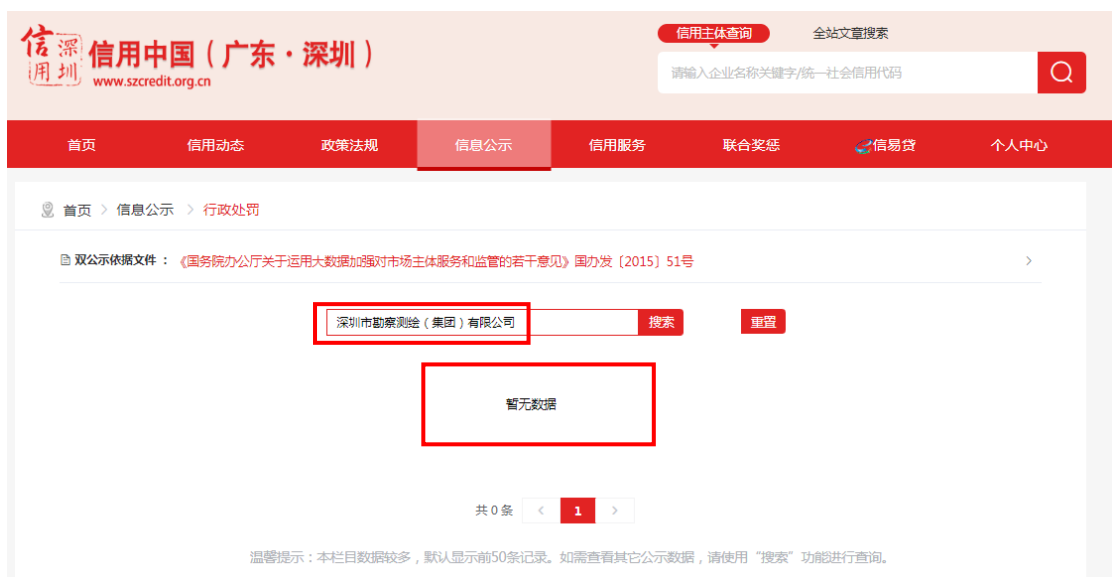 信用深圳
信用中国（广东·深圳）
www.szcredit.org.cn
信用主体查询 全站文章搜索
请输入企业名称关键字/统一社会信用代码
首页 信用动态 政策法规 信息公示 信用服务 联合奖惩 信易贷 个人中心
首页 > 信息公示 > 行政处罚
双公示依据文件 ： 《国务院办公厅关于运用大数据加强对市场主体服务和监管的若干意见》国办发〔2015〕51号 >
深圳市勘察测绘（集团）有限公司 搜索 重置
暂无数据
共 0 条 < 1 >
温馨提示：本栏目数据较多，默认显示前50条记录。如需查看其它公示数据，请使用“搜索”功能进行查询。